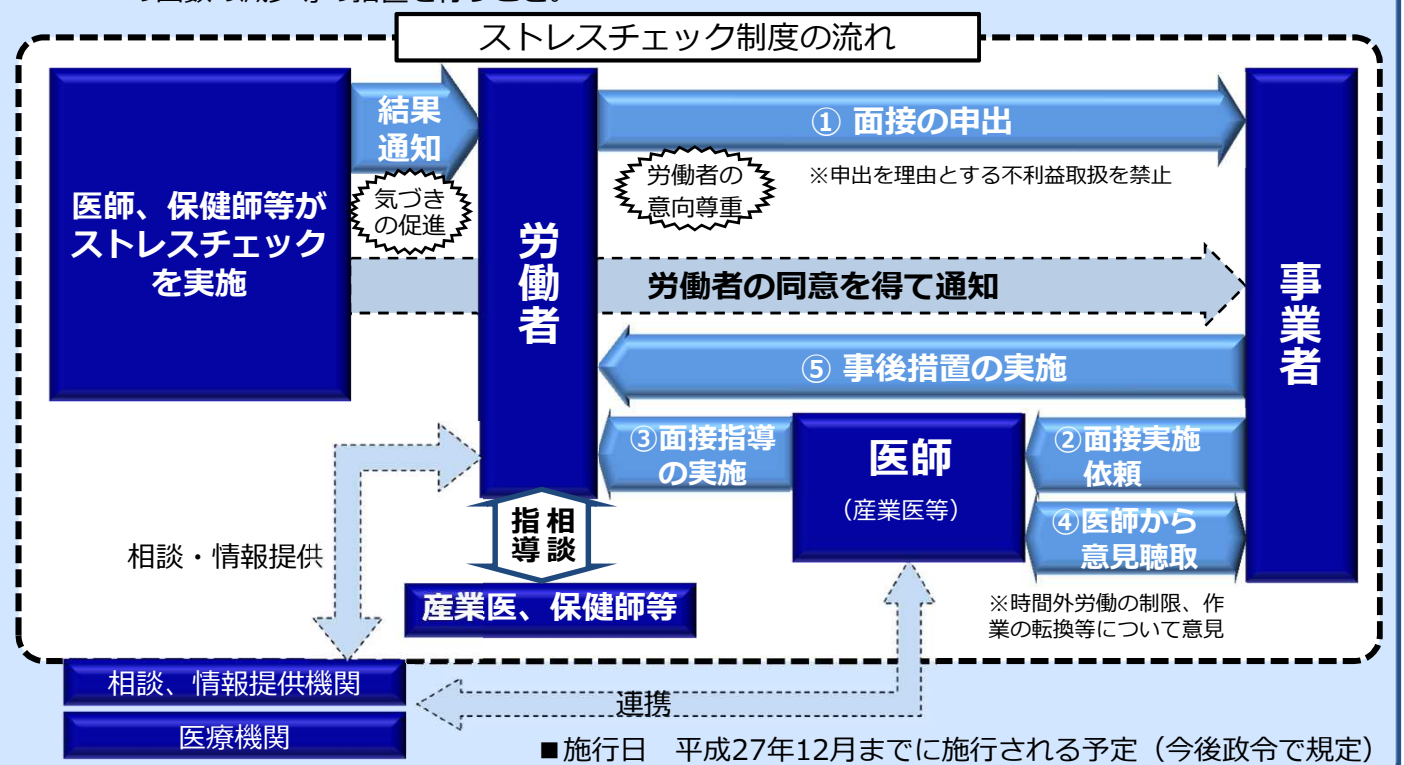 ストレスチェック制度の流れ
医師、保健師等が
ストレスチェック
を実施
結果
通知
気づき
の促進
労働者
① 面接の申出
労働者の
意向尊重
※申出を理由とする不利益取扱を禁止
労働者の同意を得て通知
事業者
⑤ 事後措置の実施
③面接指導
の実施
医師
（産業医等）
②面接実施
依頼
④医師から
意見聴取
※時間外労働の制限、作
業の転換等について意見
相談
指導
産業医、保健師等
相談・情報提供
相談、情報提供機関
医療機関
連携
■施行日　平成27年12月までに施行される予定（今後政令で規定）